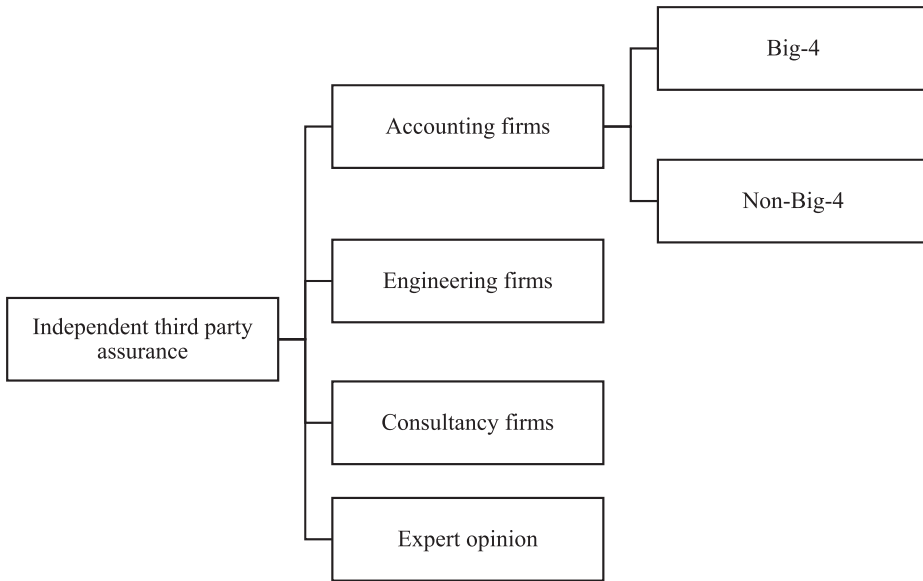 Big-4
Accounting firms
Non-Big-4
Engineering firms
Independent third party
assurance
Consultancy firms
Expert opinion